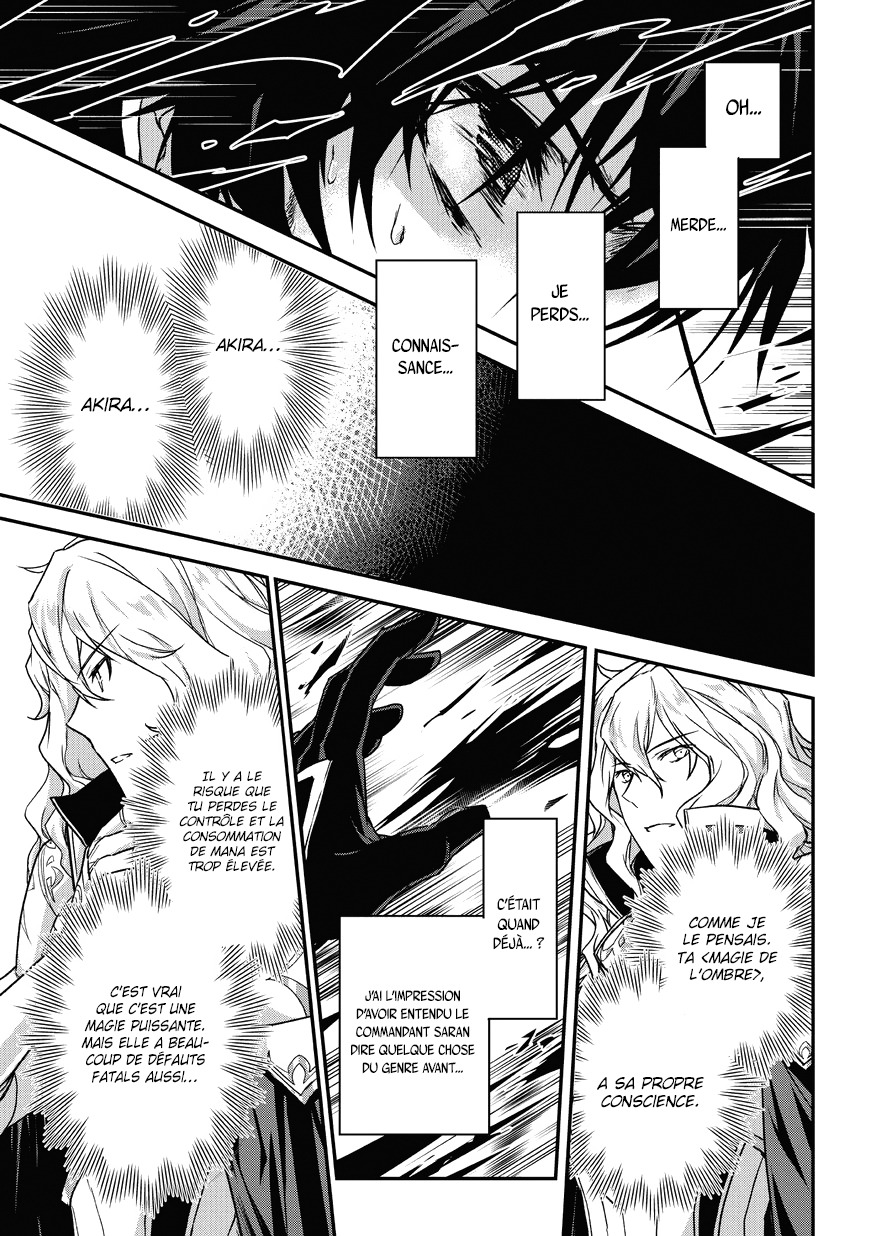 OH...
MERDE...
JE
PERDS...
CONNAIS-
SANCE...
AKIRA...
AKIRA...
COMME JE
LE PENSAIS.
TA <MAGIE DE
L'OMBRE>,
A SA PROPRE
CONSCIENCE.
C'ÉTAIT
QUAND
DÉJÀ... ?
J'AI L'IMPRESSION
D'AVOIR ENTENDU LE
COMMANDANT SARAN
DIRE QUELQUE CHOSE
DU GENRE AVANT...
IL Y A LE
RISQUE QUE
TU PERDES LE
CONTRÔLE ET LA
CONSOMMATION
DE MANA EST
TROP ÉLEVÉE.
C'EST VRAI
QUE C'EST UNE
MAGIE PUISSANTE.
MAIS ELLE A BEAU-
COUP DE DÉFAUTS
FATALS AUSSI...